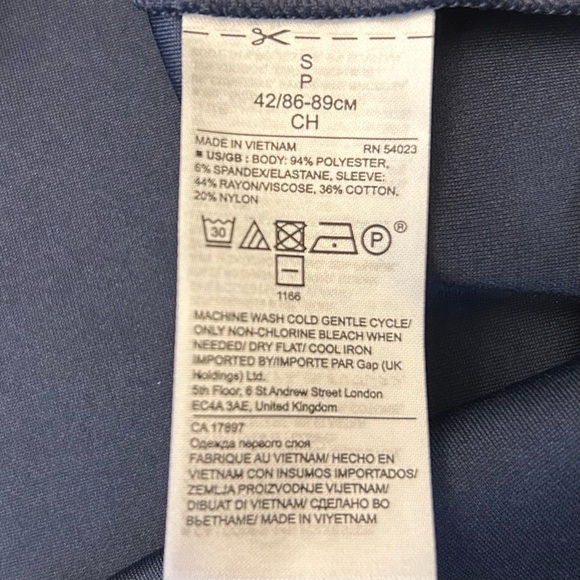 S
P
42/86-89CM
CH
MADE IN VIETNAM RN 54023
■ US/GB : BODY: 94% POLYESTER,
6% SPANDEX/ELASTANE, SLEEVE:
44% RAYON/VISCOSE, 36% COTTON,
20% NYLON
30 P ®
1166
MACHINE WASH COLD GENTLE CYCLE/
ONLY NON-CHLORINE BLEACH WHEN
NEEDED/ DRY FLAT/ COOL IRON
IMPORTED BY/IMPORTE PAR Gap (UK
Holdings) Ltd.
5th Floor, 6 St Andrew Street London
EC4A 3AE, United Kingdom
CA 17897
Одежда первого слоя
FABRIQUE AU VIETNAM/ HECHO EN
VIETNAM CON INSUMOS IMPORTADOS/
ZEMLJA PROIZVODNJE VIJETNAM/
DIBUAT DI VIETNAM/ СДЕЛАНО ВО
ВЬЕТНАМЕ/ MADE IN VIYETNAM